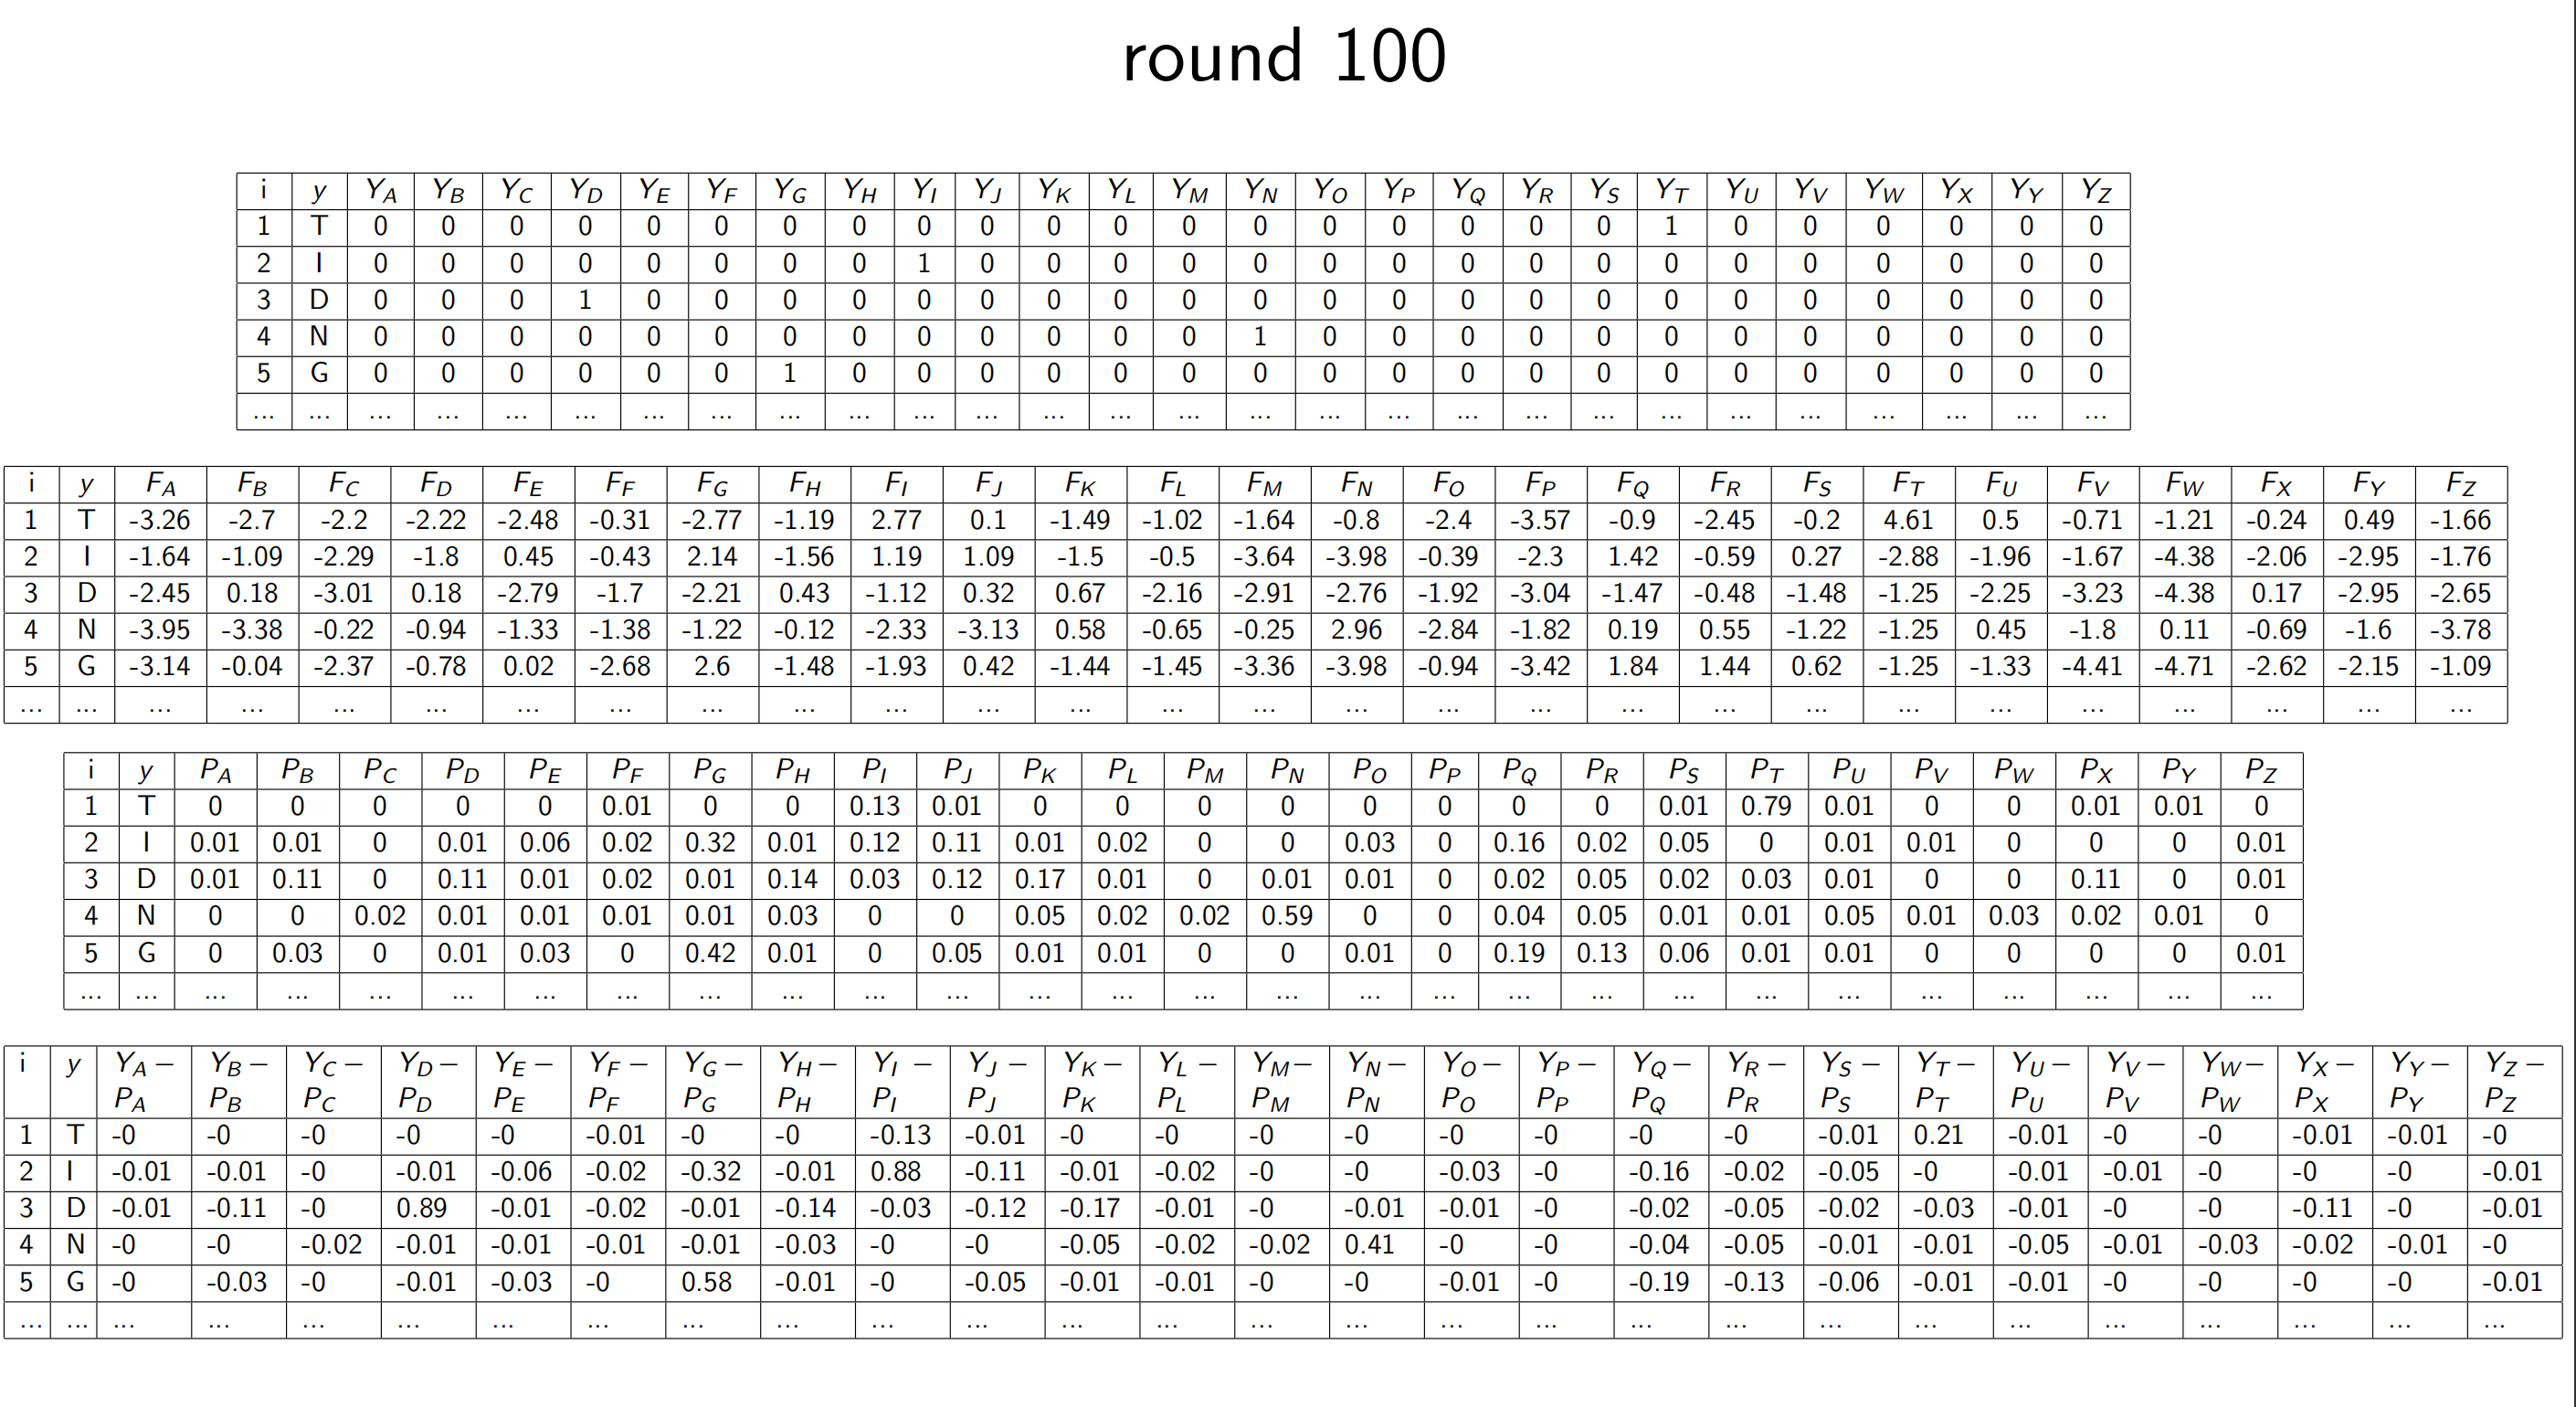 round 100
i y Y_A Y_B Y_C Y_D Y_E Y_F Y_G Y_H Y_I Y_J Y_K Y_L Y_M Y_N Y_O Y_P Y_Q Y_R Y_S Y_T Y_U Y_V Y_W Y_X Y_Y Y_Z
1 T 0 0 0 0 0 0 0 0 0 0 0 0 0 0 0 0 0 0 0 1 0 0 0 0 0 0
2 I 0 0 0 0 0 0 0 0 1 0 0 0 0 0 0 0 0 0 0 0 0 0 0 0 0 0
3 D 0 0 0 1 0 0 0 0 0 0 0 0 0 0 0 0 0 0 0 0 0 0 0 0 0 0
4 N 0 0 0 0 0 0 0 0 0 0 0 0 0 1 0 0 0 0 0 0 0 0 0 0 0 0
5 G 0 0 0 0 0 0 1 0 0 0 0 0 0 0 0 0 0 0 0 0 0 0 0 0 0 0
... ... ... ... ... ... ... ... ... ... ... ... ... ... ... ... ... ... ... ... ... ... ... ... ... ... ... ...
i y F_A F_B F_C F_D F_E F_F F_G F_H F_I F_J F_K F_L F_M F_N F_O F_P F_Q F_R F_S F_T F_U F_V F_W F_X F_Y F_Z
1 T -3.26 -2.7 -2.2 -2.22 -2.48 -0.31 -2.77 -1.19 2.77 0.1 -1.49 -1.02 -1.64 -0.8 -2.4 -3.57 -0.9 -2.45 -0.2 4.61 0.5 -0.71 -1.21 -0.24 0.49 -1.66
2 I -1.64 -1.09 -2.29 -1.8 0.45 -0.43 2.14 -1.56 1.19 1.09 -1.5 -0.5 -3.64 -3.98 -0.39 -2.3 1.42 -0.59 0.27 -2.88 -1.96 -1.67 -4.38 -2.06 -2.95 -1.76
3 D -2.45 0.18 -3.01 0.18 -2.79 -1.7 -2.21 0.43 -1.12 0.32 0.67 -2.16 -2.91 -2.76 -1.92 -3.04 -1.47 -0.48 -1.48 -1.25 -2.25 -3.23 -4.38 0.17 -2.95 -2.65
4 N -3.95 -3.38 -0.22 -0.94 -1.33 -1.38 -1.22 -0.12 -2.33 -3.13 0.58 -0.65 -0.25 2.96 -2.84 -1.82 0.19 0.55 -1.22 -1.25 0.45 -1.8 0.11 -0.69 -1.6 -3.78
5 G -3.14 -0.04 -2.37 -0.78 0.02 -2.68 2.6 -1.48 -1.93 0.42 -1.44 -1.45 -3.36 -3.98 -0.94 -3.42 1.84 1.44 0.62 -1.25 -1.33 -4.41 -4.71 -2.62 -2.15 -1.09
... ... ... ... ... ... ... ... ... ... ... ... ... ... ... ... ... ... ... ... ... ... ... ... ... ... ... ...
i y P_A P_B P_C P_D P_E P_F P_G P_H P_I P_J P_K P_L P_M P_N P_O P_P P_Q P_R P_S P_T P_U P_V P_W P_X P_Y P_Z
1 T 0 0 0 0 0 0.01 0 0 0.13 0.01 0 0 0 0 0 0 0 0 0.01 0.79 0.01 0 0 0.01 0.01 0
2 I 0.01 0.01 0 0.01 0.06 0.02 0.32 0.01 0.12 0.11 0.01 0.02 0 0 0.03 0 0.16 0.02 0.05 0 0.01 0.01 0 0 0 0.01
3 D 0.01 0.11 0 0.11 0.01 0.02 0.01 0.14 0.03 0.12 0.17 0.01 0 0.01 0.01 0 0.02 0.05 0.02 0.03 0.01 0 0 0.11 0 0.01
4 N 0 0 0.02 0.01 0.01 0.01 0.01 0.03 0 0 0.05 0.02 0.02 0.59 0 0 0.04 0.05 0.01 0.01 0.05 0.01 0.03 0.02 0.01 0
5 G 0 0.03 0 0.01 0.03 0 0.42 0.01 0 0.05 0.01 0.01 0 0 0.01 0 0.19 0.13 0.06 0.01 0.01 0 0 0 0 0.01
... ... ... ... ... ... ... ... ... ... ... ... ... ... ... ... ... ... ... ... ... ... ... ... ... ... ... ...
i y Y_A − Y_B − Y_C − Y_D − Y_E − Y_F − Y_G − Y_H − Y_I − Y_J − Y_K − Y_L − Y_M − Y_N − Y_O − Y_P − Y_Q − Y_R − Y_S − Y_T − Y_U − Y_V − Y_W − Y_X − Y_Y − Y_Z −
P_A P_B P_C P_D P_E P_F P_G P_H P_I P_J P_K P_L P_M P_N P_O P_P P_Q P_R P_S P_T P_U P_V P_W P_X P_Y P_Z
1 T -0 -0 -0 -0 -0 -0.01 -0 -0 -0.13 -0.01 -0 -0 -0 -0 -0 -0 -0 -0 -0.01 0.21 -0.01 -0 -0 -0.01 -0.01 -0
2 I -0.01 -0.01 -0 -0.01 -0.06 -0.02 -0.32 -0.01 0.88 -0.11 -0.01 -0.02 -0 -0 -0.03 -0 -0.16 -0.02 -0.05 -0 -0.01 -0.01 -0 -0 -0 -0.01
3 D -0.01 -0.11 -0 0.89 -0.01 -0.02 -0.01 -0.14 -0.03 -0.12 -0.17 -0.01 -0 -0.01 -0.01 -0 -0.02 -0.05 -0.02 -0.03 -0.01 -0 -0 -0.11 -0 -0.01
4 N -0 -0 -0.02 -0.01 -0.01 -0.01 -0.01 -0.03 -0 -0 -0.05 -0.02 -0.02 0.41 -0 -0 -0.04 -0.05 -0.01 -0.01 -0.05 -0.01 -0.03 -0.02 -0.01 -0
5 G -0 -0.03 -0 -0.01 -0.03 -0 0.58 -0.01 -0 -0.05 -0.01 -0.01 -0 -0 -0.01 -0 -0.19 -0.13 -0.06 -0.01 -0.01 -0 -0 -0 -0 -0.01
... ... ... ... ... ... ... ... ... ... ... ... ... ... ... ... ... ... ... ... ... ... ... ... ... ... ... ...